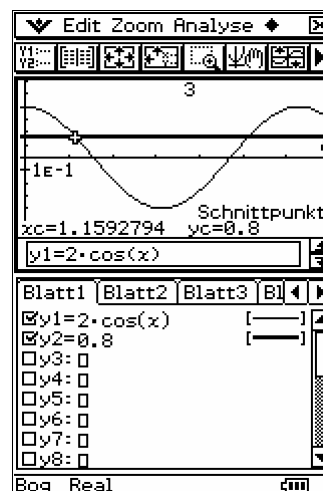 Edit Zoom Analyse
3
1E-1
Schnittpunkt
xc=1.1592794 yc=0.8
y1=2·cos(x)
Blatt1 Blatt2 Blatt3 Bl
y1=2·cos(x) [—]
y2=0.8 [—]
y3:▯
y4:▯
y5:▯
y6:▯
y7:▯
y8:▯
Bog Real